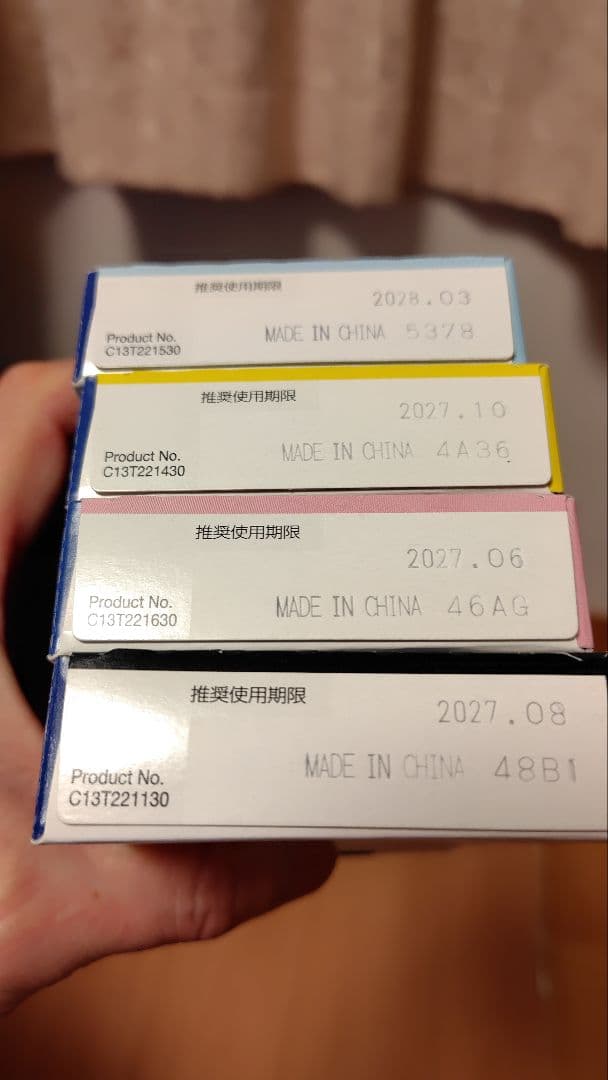 推奨使用期限
2028.03
MADE IN CHINA 5378
Product No.
C13T221530
推奨使用期限
2027.10
MADE IN CHINA 4A36
Product No.
C13T221430
推奨使用期限
2027.06
MADE IN CHINA 46AG
Product No.
C13T221630
推奨使用期限
2027.08
MADE IN CHINA 48B1
Product No.
C13T221130